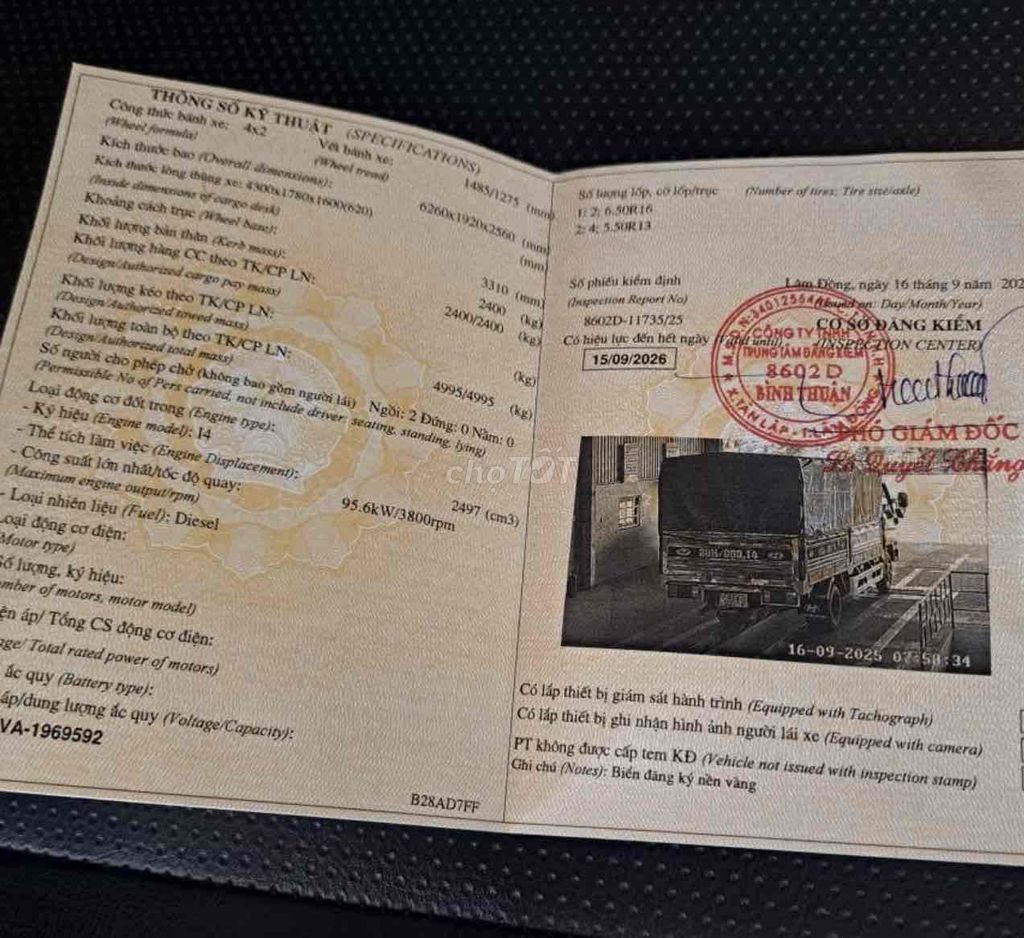 THÔNG SỐ KỸ THUẬT (SPECIFICATIONS)
Công thức bánh xe: 4x2 Vết bánh xe: 1485/1275 (mm)
(Wheel formula) (Wheel tread)
Kích thước bao (Overall dimensions): 6260x1920x2560 (mm)
Kích thước lòng thùng xe: 4300x1780x1600(620) (mm)
(Inside dimensions of cargo desk)
Khoảng cách trục (Wheel base): 3310 (mm)
Khối lượng bản thân (Kerb mass): 2400 (kg)
Khối lượng hàng CC theo TK/CP LN: 2400/2400 (kg)
(Design/Authorized cargo pay mass)
Khối lượng kéo theo TK/CP LN: (kg)
(Design/Authorized towed mass)
Khối lượng toàn bộ theo TK/CP LN: 4995/4995 (kg)
(Design/Authorized total mass)
Số người cho phép chở (không bao gồm người lái) Ngồi: 2 Đứng: 0 Nằm: 0
(Permissible No of Pers carried, not include driver: seating, standing, lying)
Loại động cơ đốt trong (Engine type):
- Ký hiệu (Engine model): I4
- Thể tích làm việc (Engine Displacement): 2497 (cm3)
- Công suất lớn nhất/tốc độ quay: 95.6kW/3800rpm
(Maximum engine output/rpm)
- Loại nhiên liệu (Fuel): Diesel
Loại động cơ điện:
Motor type)
Số lượng, ký hiệu:
mber of motors, motor model)
ện áp/ Tổng CS động cơ điện:
age/ Total rated power of motors)
ắc quy (Battery type):
áp/dung lượng ắc quy (Voltage/Capacity):
VA-1969592
B28AD7FF
Số lượng lốp, cỡ lốp/trục (Number of tires; Tire size/axle)
1: 2; 6.50R16
2: 4; 5.50R13
Số phiếu kiểm định
(Inspection Report No)
8602D-11735/25
Lâm Đồng, ngày 16 tháng 9 năm 202
(Issued on: Day/Month/Year)
Có hiệu lực đến hết ngày (Valid until)
15/09/2026
CƠ SỞ ĐĂNG KIỂM
(INSPECTION CENTER)
CÔNG TY TNHH
TRUNG TÂM ĐĂNG KIỂM
8602D
BÌNH THUẬN
X.TÂN LẬP - T.LÂM ĐỒNG
PHÓ GIÁM ĐỐC
Lê Quyết Thắng
choTỐT
16-09-2025 07:58:34
Có lắp thiết bị giám sát hành trình (Equipped with Tachograph)
Có lắp thiết bị ghi nhận hình ảnh người lái xe (Equipped with camera)
PT không được cấp tem KĐ (Vehicle not issued with inspection stamp)
Ghi chú (Notes): Biển đăng ký nền vàng